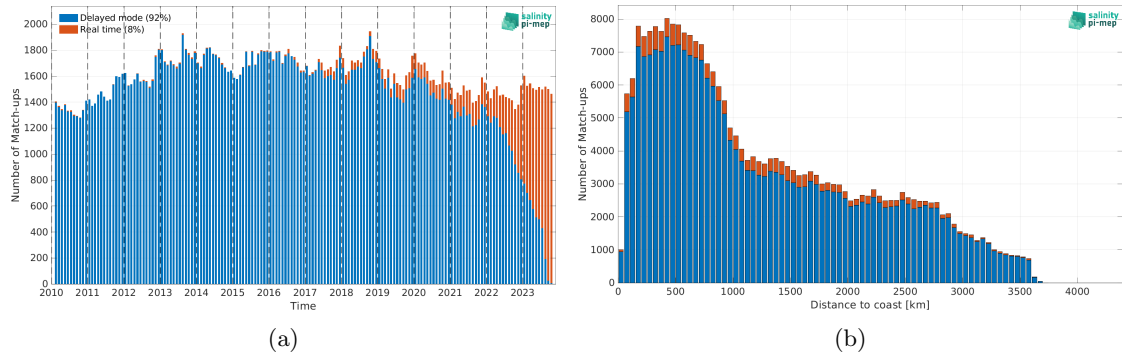 Delayed mode (92%)
Real time (8%)
salinity
pi-mep
Number of Match-ups
2000
1800
1600
1400
1200
1000
800
600
400
200
0
2010 2011 2012 2013 2014 2015 2016 2017 2018 2019 2020 2021 2022 2023
Time
(a)
salinity
pi-mep
Number of Match-ups
8000
7000
6000
5000
4000
3000
2000
1000
0
0 500 1000 1500 2000 2500 3000 3500 4000
Distance to coast [km]
(b)